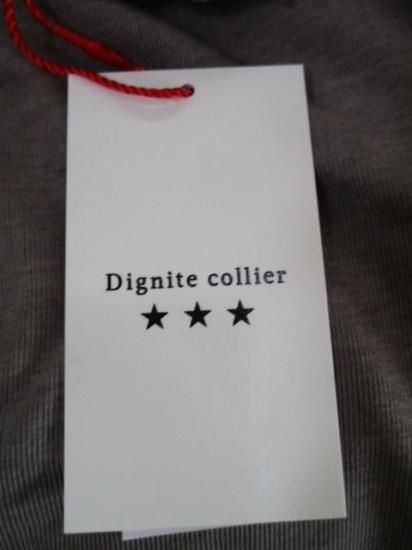 Dignite collier
★ ★ ★